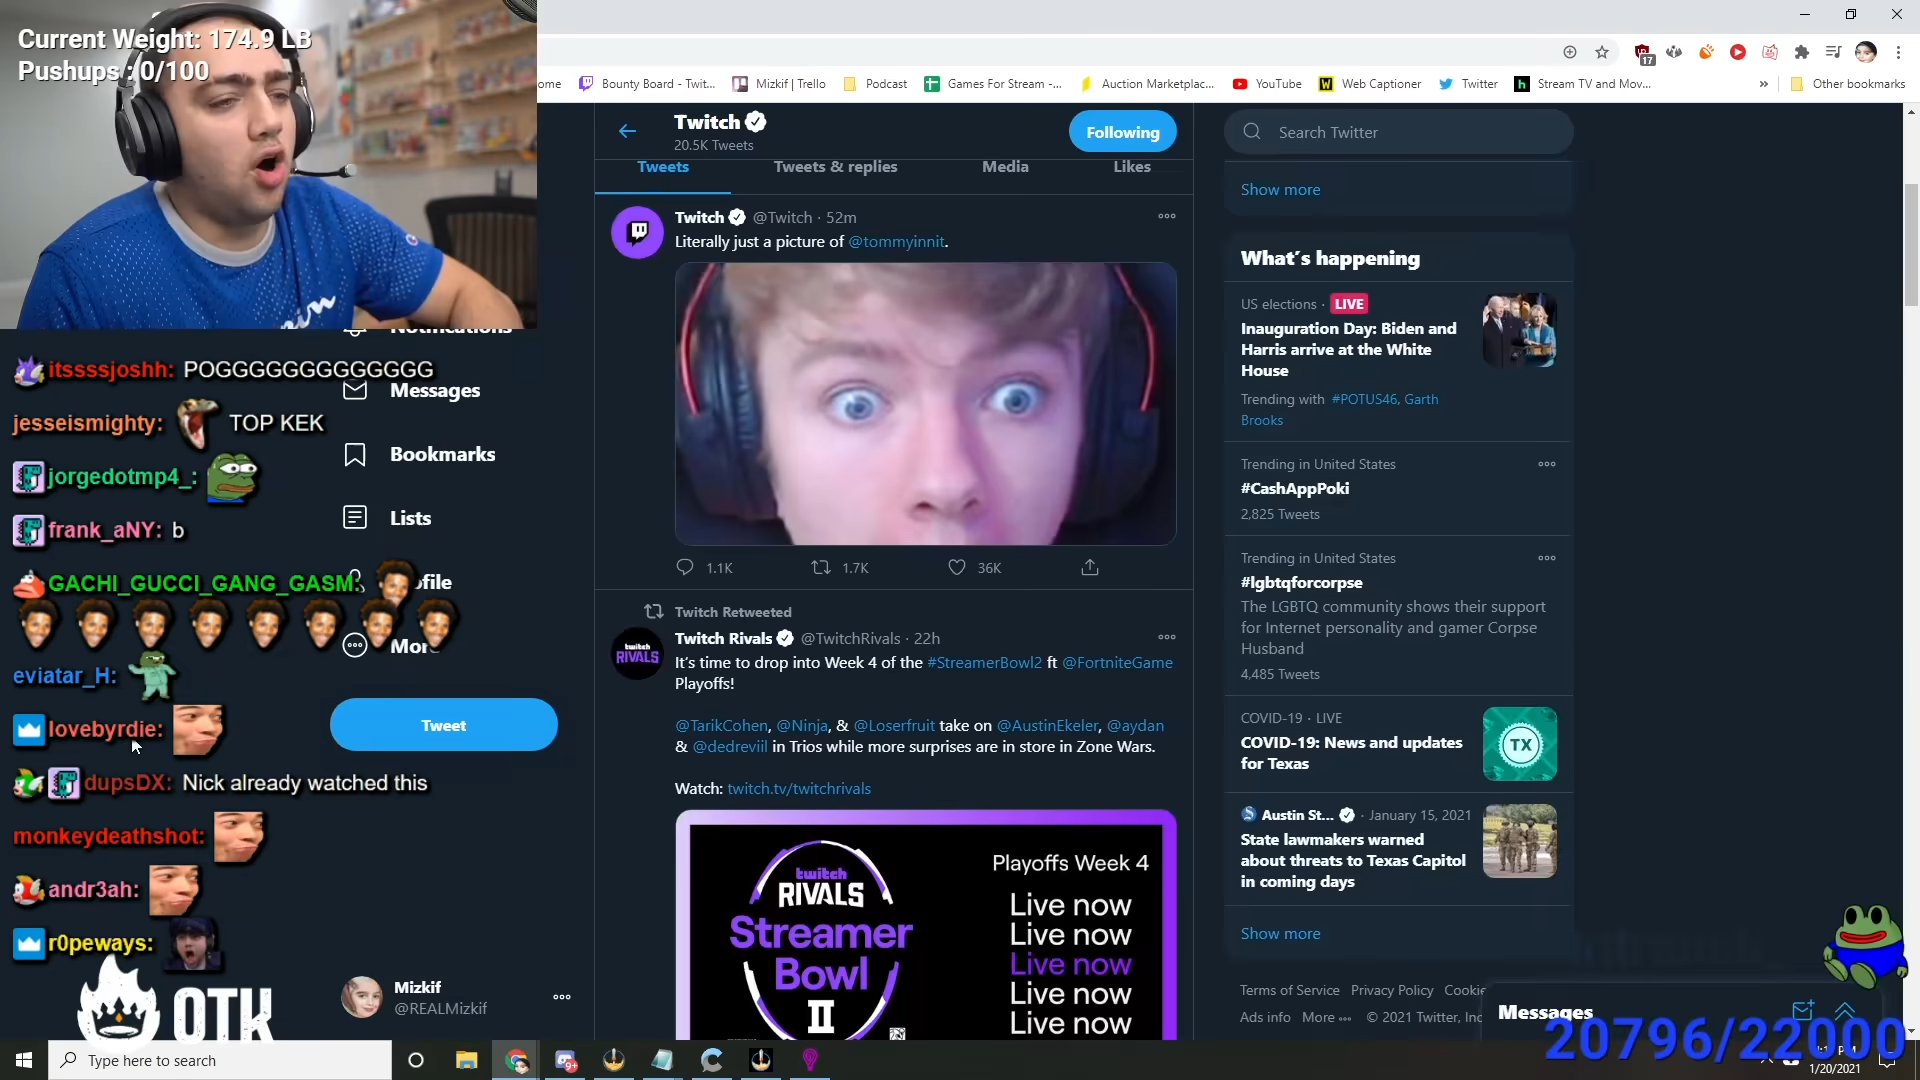 Current Weight: 174.9 LB
Pushups : 0/100
17
ome
Bounty Board - Twit...
Mizkif | Trello
Podcast
Games For Stream -...
Auction Marketplac...
YouTube
Web Captioner
Twitter
Stream TV and Mov...
»
Other bookmarks
Twitch
20.5K Tweets
Following
Tweets
Tweets & replies
Media
Likes
Twitch @Twitch · 52m
Literally just a picture of @tommyinnit.
1.1K
1.7K
36K
Twitch Retweeted
Twitch Rivals @TwitchRivals · 22h
It's time to drop into Week 4 of the #StreamerBowl2 ft @FortniteGame
Playoffs!
@TarikCohen, @Ninja, & @Loserfruit take on @AustinEkeler, @aydan
& @dedreviil in Trios while more surprises are in store in Zone Wars.
Watch: twitch.tv/twitchrivals
twitch
RIVALS
twitch
RIVALS
Streamer
Bowl
II
Playoffs Week 4
Live now
Live now
Live now
Live now
Live now
Search Twitter
Show more
What's happening
US elections · LIVE
Inauguration Day: Biden and
Harris arrive at the White
House
Trending with #POTUS46, Garth
Brooks
Trending in United States
#CashAppPoki
2,825 Tweets
Trending in United States
#lgbtqforcorpse
The LGBTQ community shows their support
for Internet personality and gamer Corpse
Husband
4,485 Tweets
COVID-19 · LIVE
COVID-19: News and updates
for Texas
TX
Austin St... · January 15, 2021
State lawmakers warned
about threats to Texas Capitol
in coming days
Show more
Terms of Service Privacy Policy Cookie
Ads info More © 2021 Twitter, Inc
Messages
20796/22000
Notifications
Messages
Bookmarks
Lists
ofile
More
Tweet
itssssjoshh: POGGGGGGGGGGGGG
jesseismighty: TOP KEK
jorgedotmp4_:
frank_aNY: b
GACHI_GUCCI_GANG_GASM:
eviatar_H:
lovebyrdie:
dupsDX: Nick already watched this
monkeydeathshot:
andr3ah:
r0peways:
OTK
Mizkif
@REALMizkif
Type here to search
9+
1/20/2021